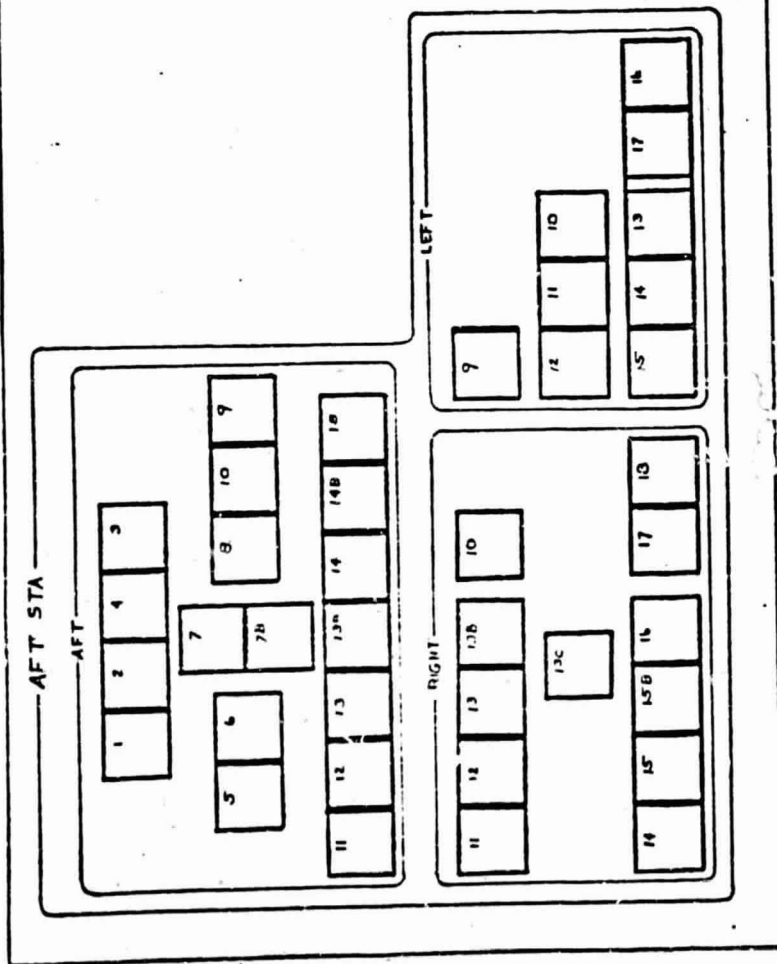 AFT STA
AFT
1 2 4 3
7
5 6 8 10 9
7B
11 12 13 13A 14 14B 18
RIGHT
11 12 13 13B 10
13C
14 15 15B 16 17 18
LEFT
9
12 11 10
15 14 13 17 16